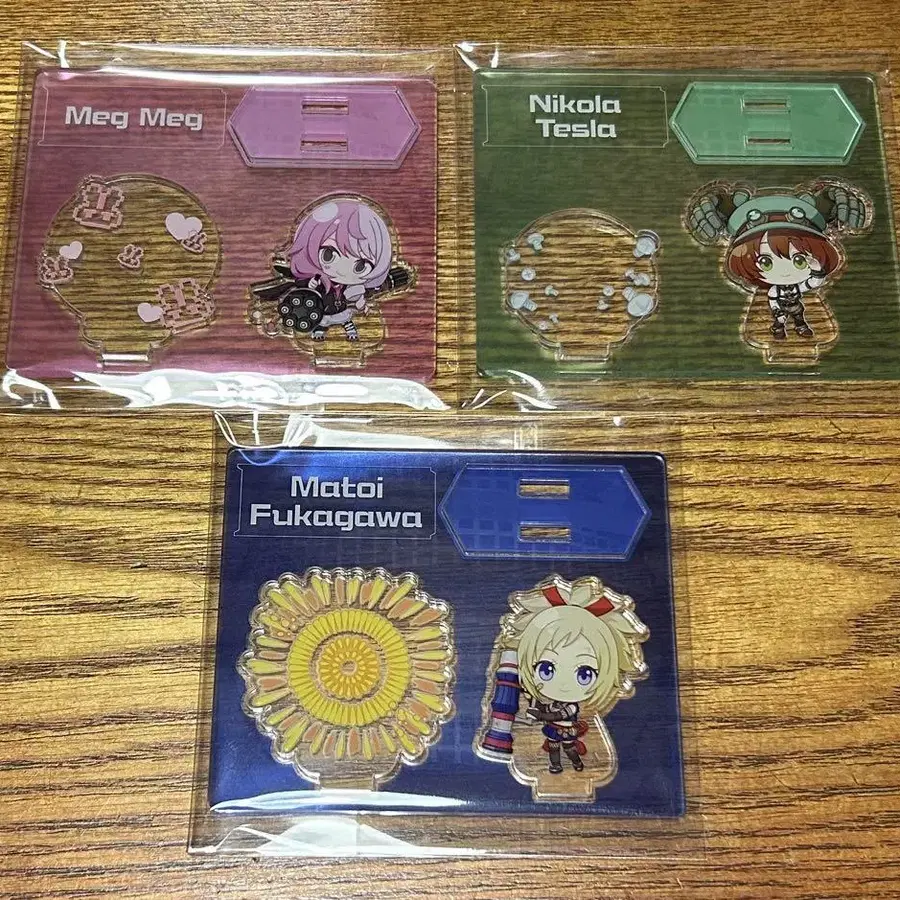 Meg Meg
Nikola
Tesla
Matoi
Fukagawa